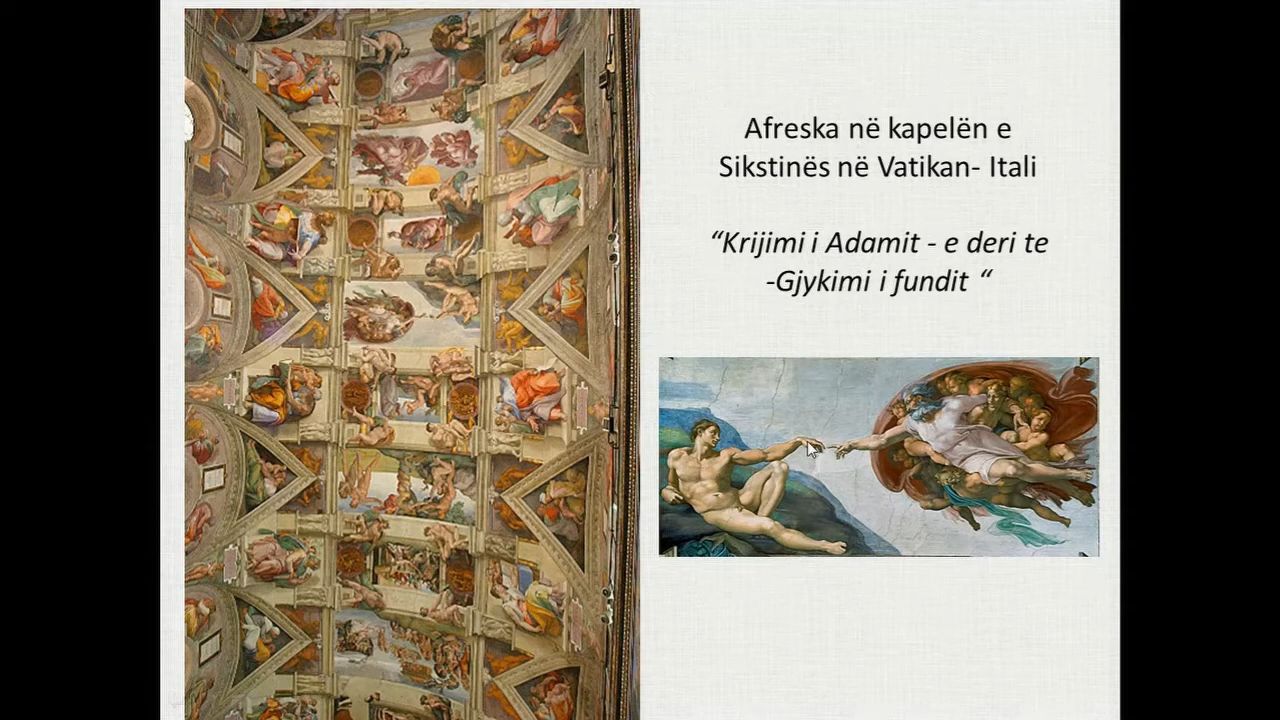 Afreska në kapelën e
Sikstinës në Vatikan- Itali
“Krijimi i Adamit - e deri te
-Gjykimi i fundit “